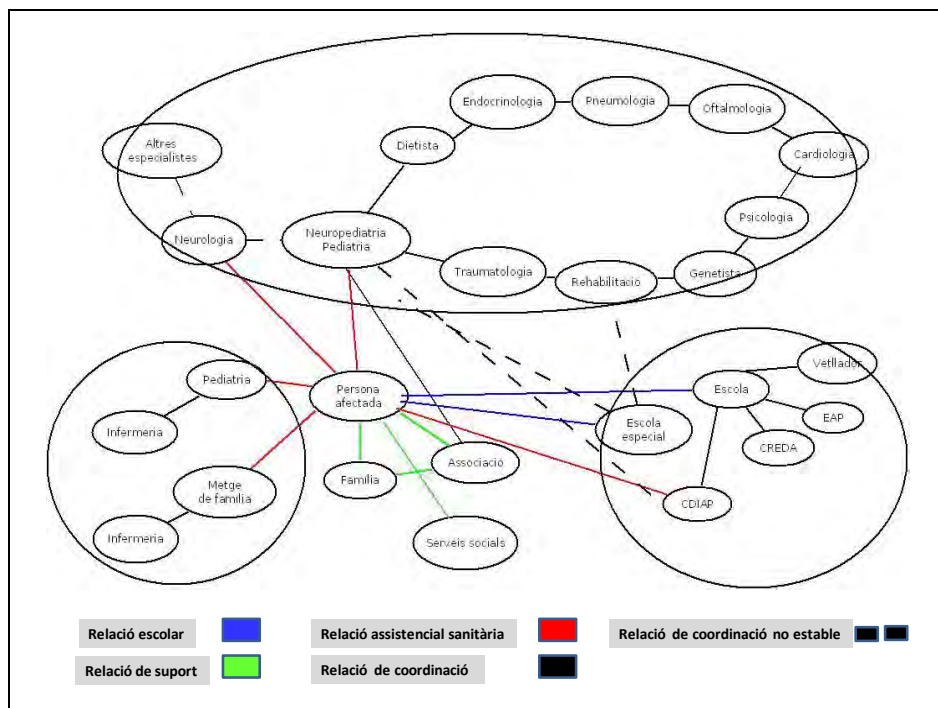 Endocrinologia
Pneumologia
Oftalmologia
Altres
especialistes
Dietista
Cardiologia
Psicologia
Neurologia
Neuropediatria
Pediatria
Traumatologia
Rehabilitació
Genetista
Pediatria
Persona
afectada
Escola
Vetllador
Infermeria
Escola
especial
EAP
CREDA
Metge
de família
Família
Associació
CDIAP
Infermeria
Serveis socials
Relació escolar
Relació assistencial sanitària
Relació de coordinació no estable
Relació de suport
Relació de coordinació